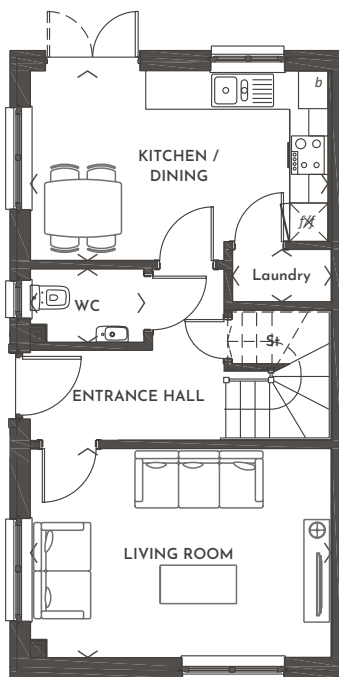 b
KITCHEN /
DINING
f/f
Laundry
WC
St
ENTRANCE HALL
LIVING ROOM